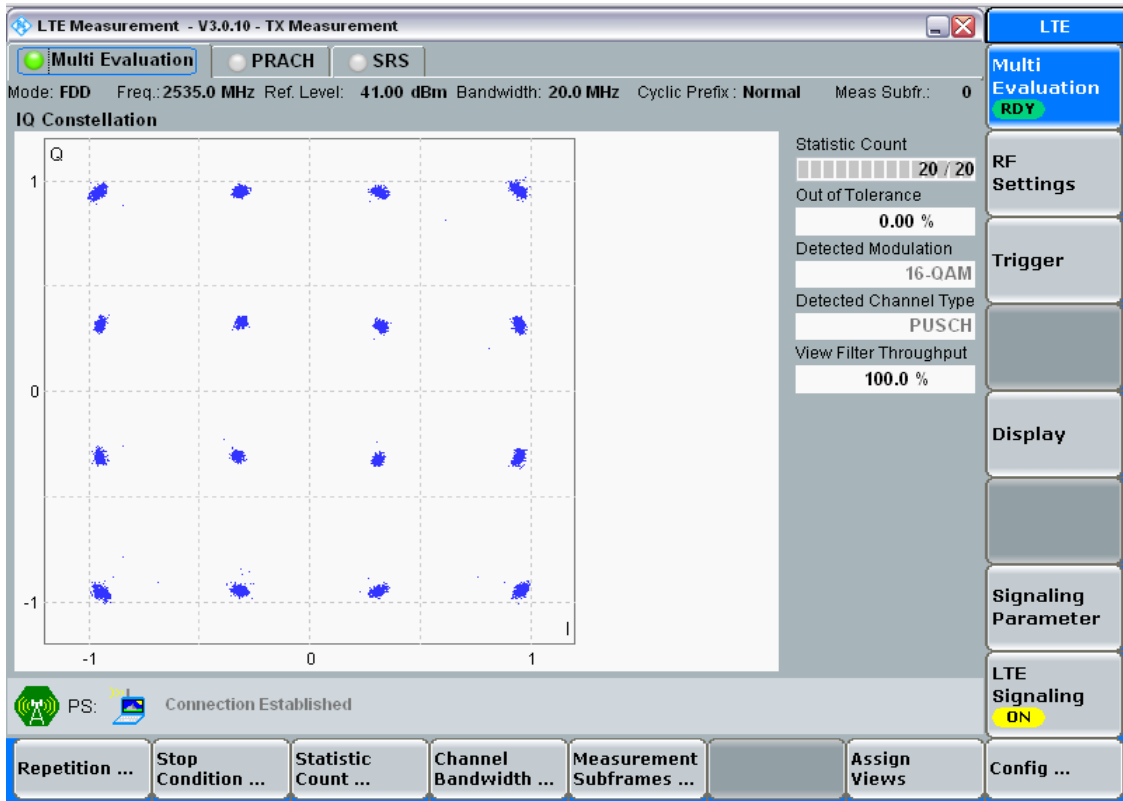 LTE Measurement - V3.0.10 - TX Measurement
LTE
Multi Evaluation PRACH SRS
Mode: FDD Freq.: 2535.0 MHz Ref. Level: 41.00 dBm Bandwidth: 20.0 MHz Cyclic Prefix : Normal Meas Subfr.: 0
IQ Constellation
Q
1
0
-1
I
-1 0 1
Statistic Count
20 / 20
Out of Tolerance
0.00 %
Detected Modulation
16-QAM
Detected Channel Type
PUSCH
View Filter Throughput
100.0 %
Multi
Evaluation
RDY
RF
Settings
Trigger
Display
Signaling
Parameter
LTE
Signaling
ON
PS: Connection Established
Repetition ...
Stop
Condition ...
Statistic
Count ...
Channel
Bandwidth ...
Measurement
Subframes ...
Assign
Views
Config ...